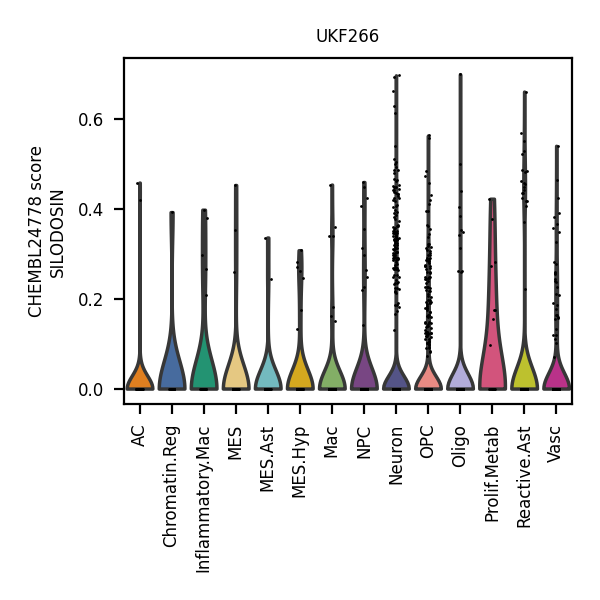 UKF266
CHEMBL24778 score
SILODOSIN
0.6
0.4
0.2
0.0
AC
Chromatin.Reg
Inflammatory.Mac
MES
MES.Ast
MES.Hyp
Mac
NPC
Neuron
OPC
Oligo
Prolif.Metab
Reactive.Ast
Vasc